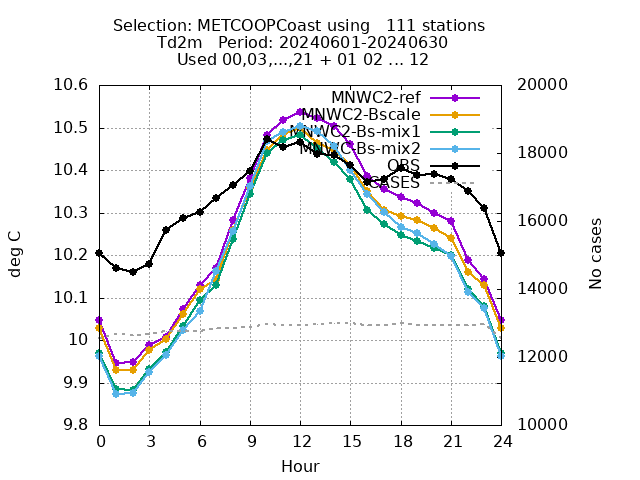 Selection: METCOOPCoast using   111 stations
Td2m   Period: 20240601-20240630
Used 00,03,...,21 + 01 02 ... 12
10.6
10.5
10.4
10.3
10.2
10.1
10
9.9
9.8
20000
18000
16000
14000
12000
10000
MNWC2-ref
MNWC2-Bscale
MNWC2-Bs-mix1
MNWC-Bs-mix2
OBS
CASES
deg C
No cases
0 3 6 9 12 15 18 21 24
Hour